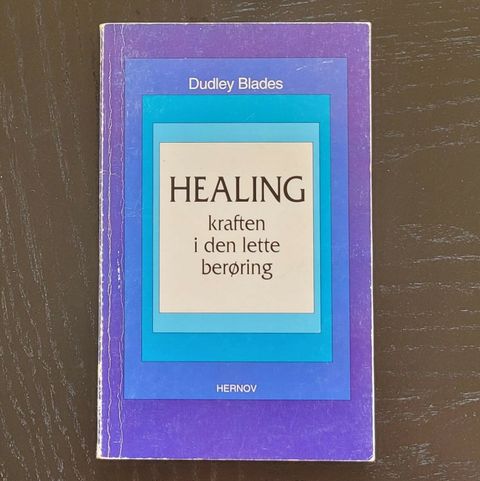 Dudley Blades
HEALING
kraften
i den lette
berøring
HERNOV